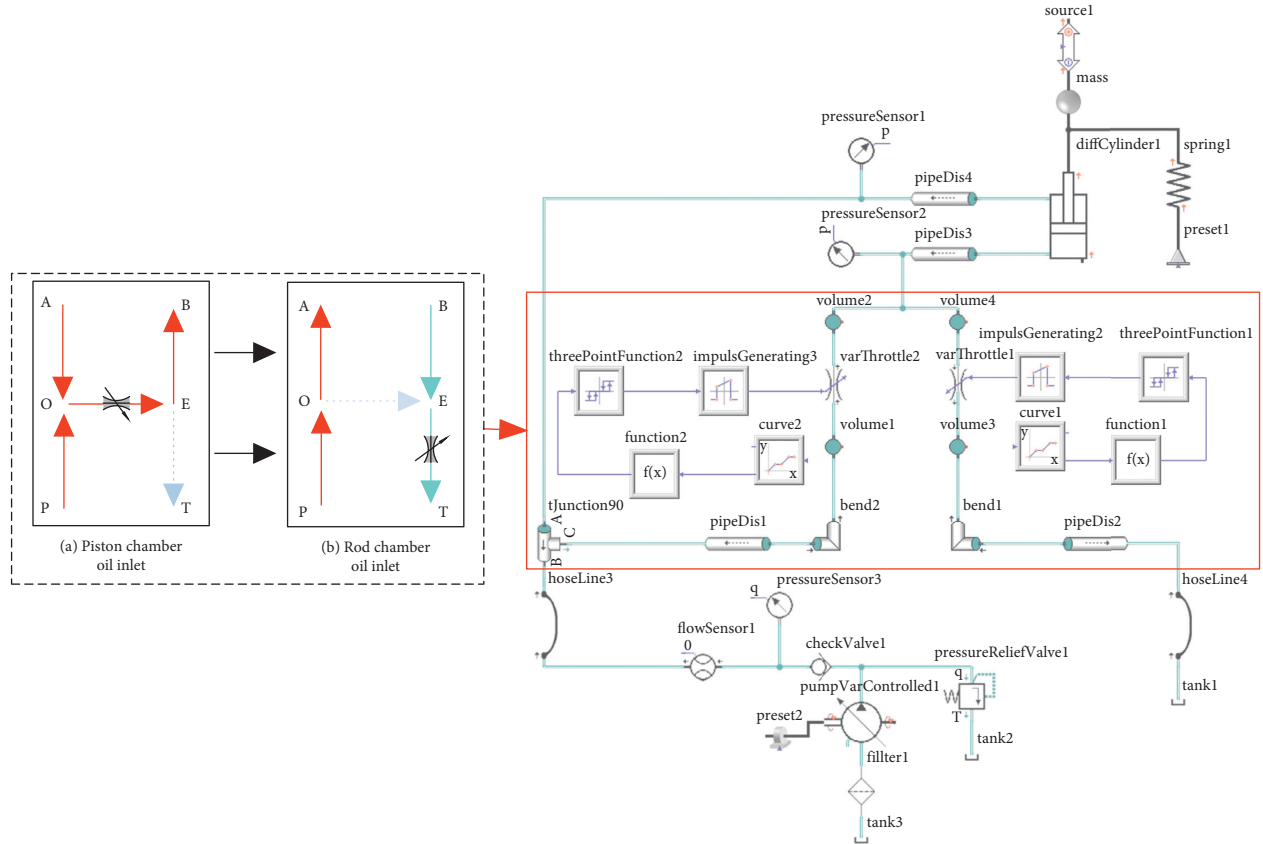 source1
mass
pressureSensor1
p
diffCylinder1
spring1
pipeDis4
pressureSensor2
p
pipeDis3
preset1
A
B
O
E
P
T
(a) Piston chamber
oil inlet
A
B
O
E
P
T
(b) Rod chamber
oil inlet
volume2
volume4
threePointFunction2
impulsGenerating3
varThrottle2
varThrottle1
impulsGenerating2
threePointFunction1
function2
f(x)
curve2
y
x
volume1
volume3
curve1
y
x
function1
f(x)
tJunction90
A
C
B
pipeDis1
bend2
bend1
pipeDis2
hoseLine3
hoseLine4
pressureSensor3
q
flowSensor1
0
checkValve1
pressureReliefValve1
q
T
pumpVarControlled1
preset2
fillter1
tank1
tank2
tank3